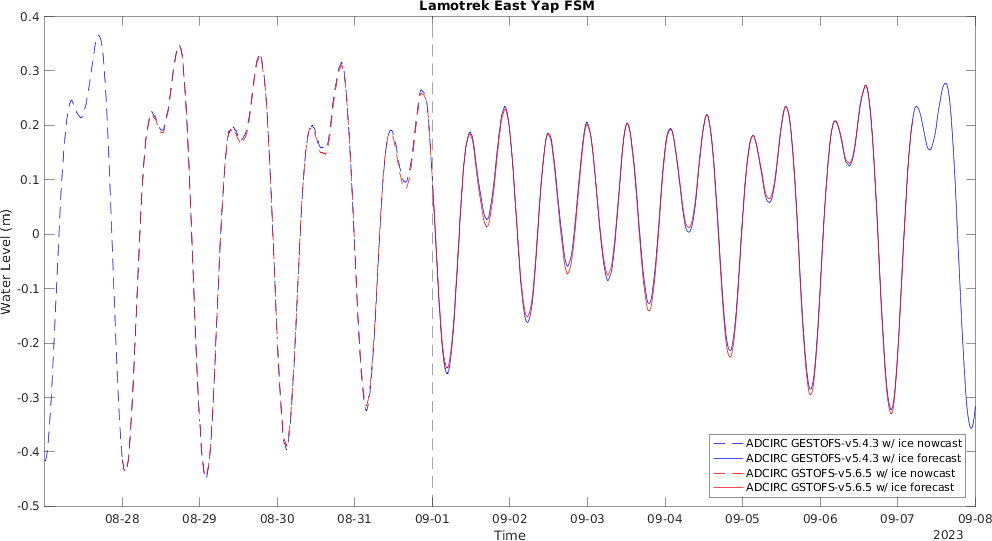 Lamotrek East Yap FSM
0.4
0.3
0.2
0.1
0
-0.1
-0.2
-0.3
-0.4
-0.5
Water Level (m)
ADCIRC GESTOFS-v5.4.3 w/ ice nowcast
ADCIRC GESTOFS-v5.4.3 w/ ice forecast
ADCIRC GSTOFS-v5.6.5 w/ ice nowcast
ADCIRC GSTOFS-v5.6.5 w/ ice forecast
08-28 08-29 08-30 08-31 09-01 09-02 09-03 09-04 09-05 09-06 09-07 09-08
Time
2023